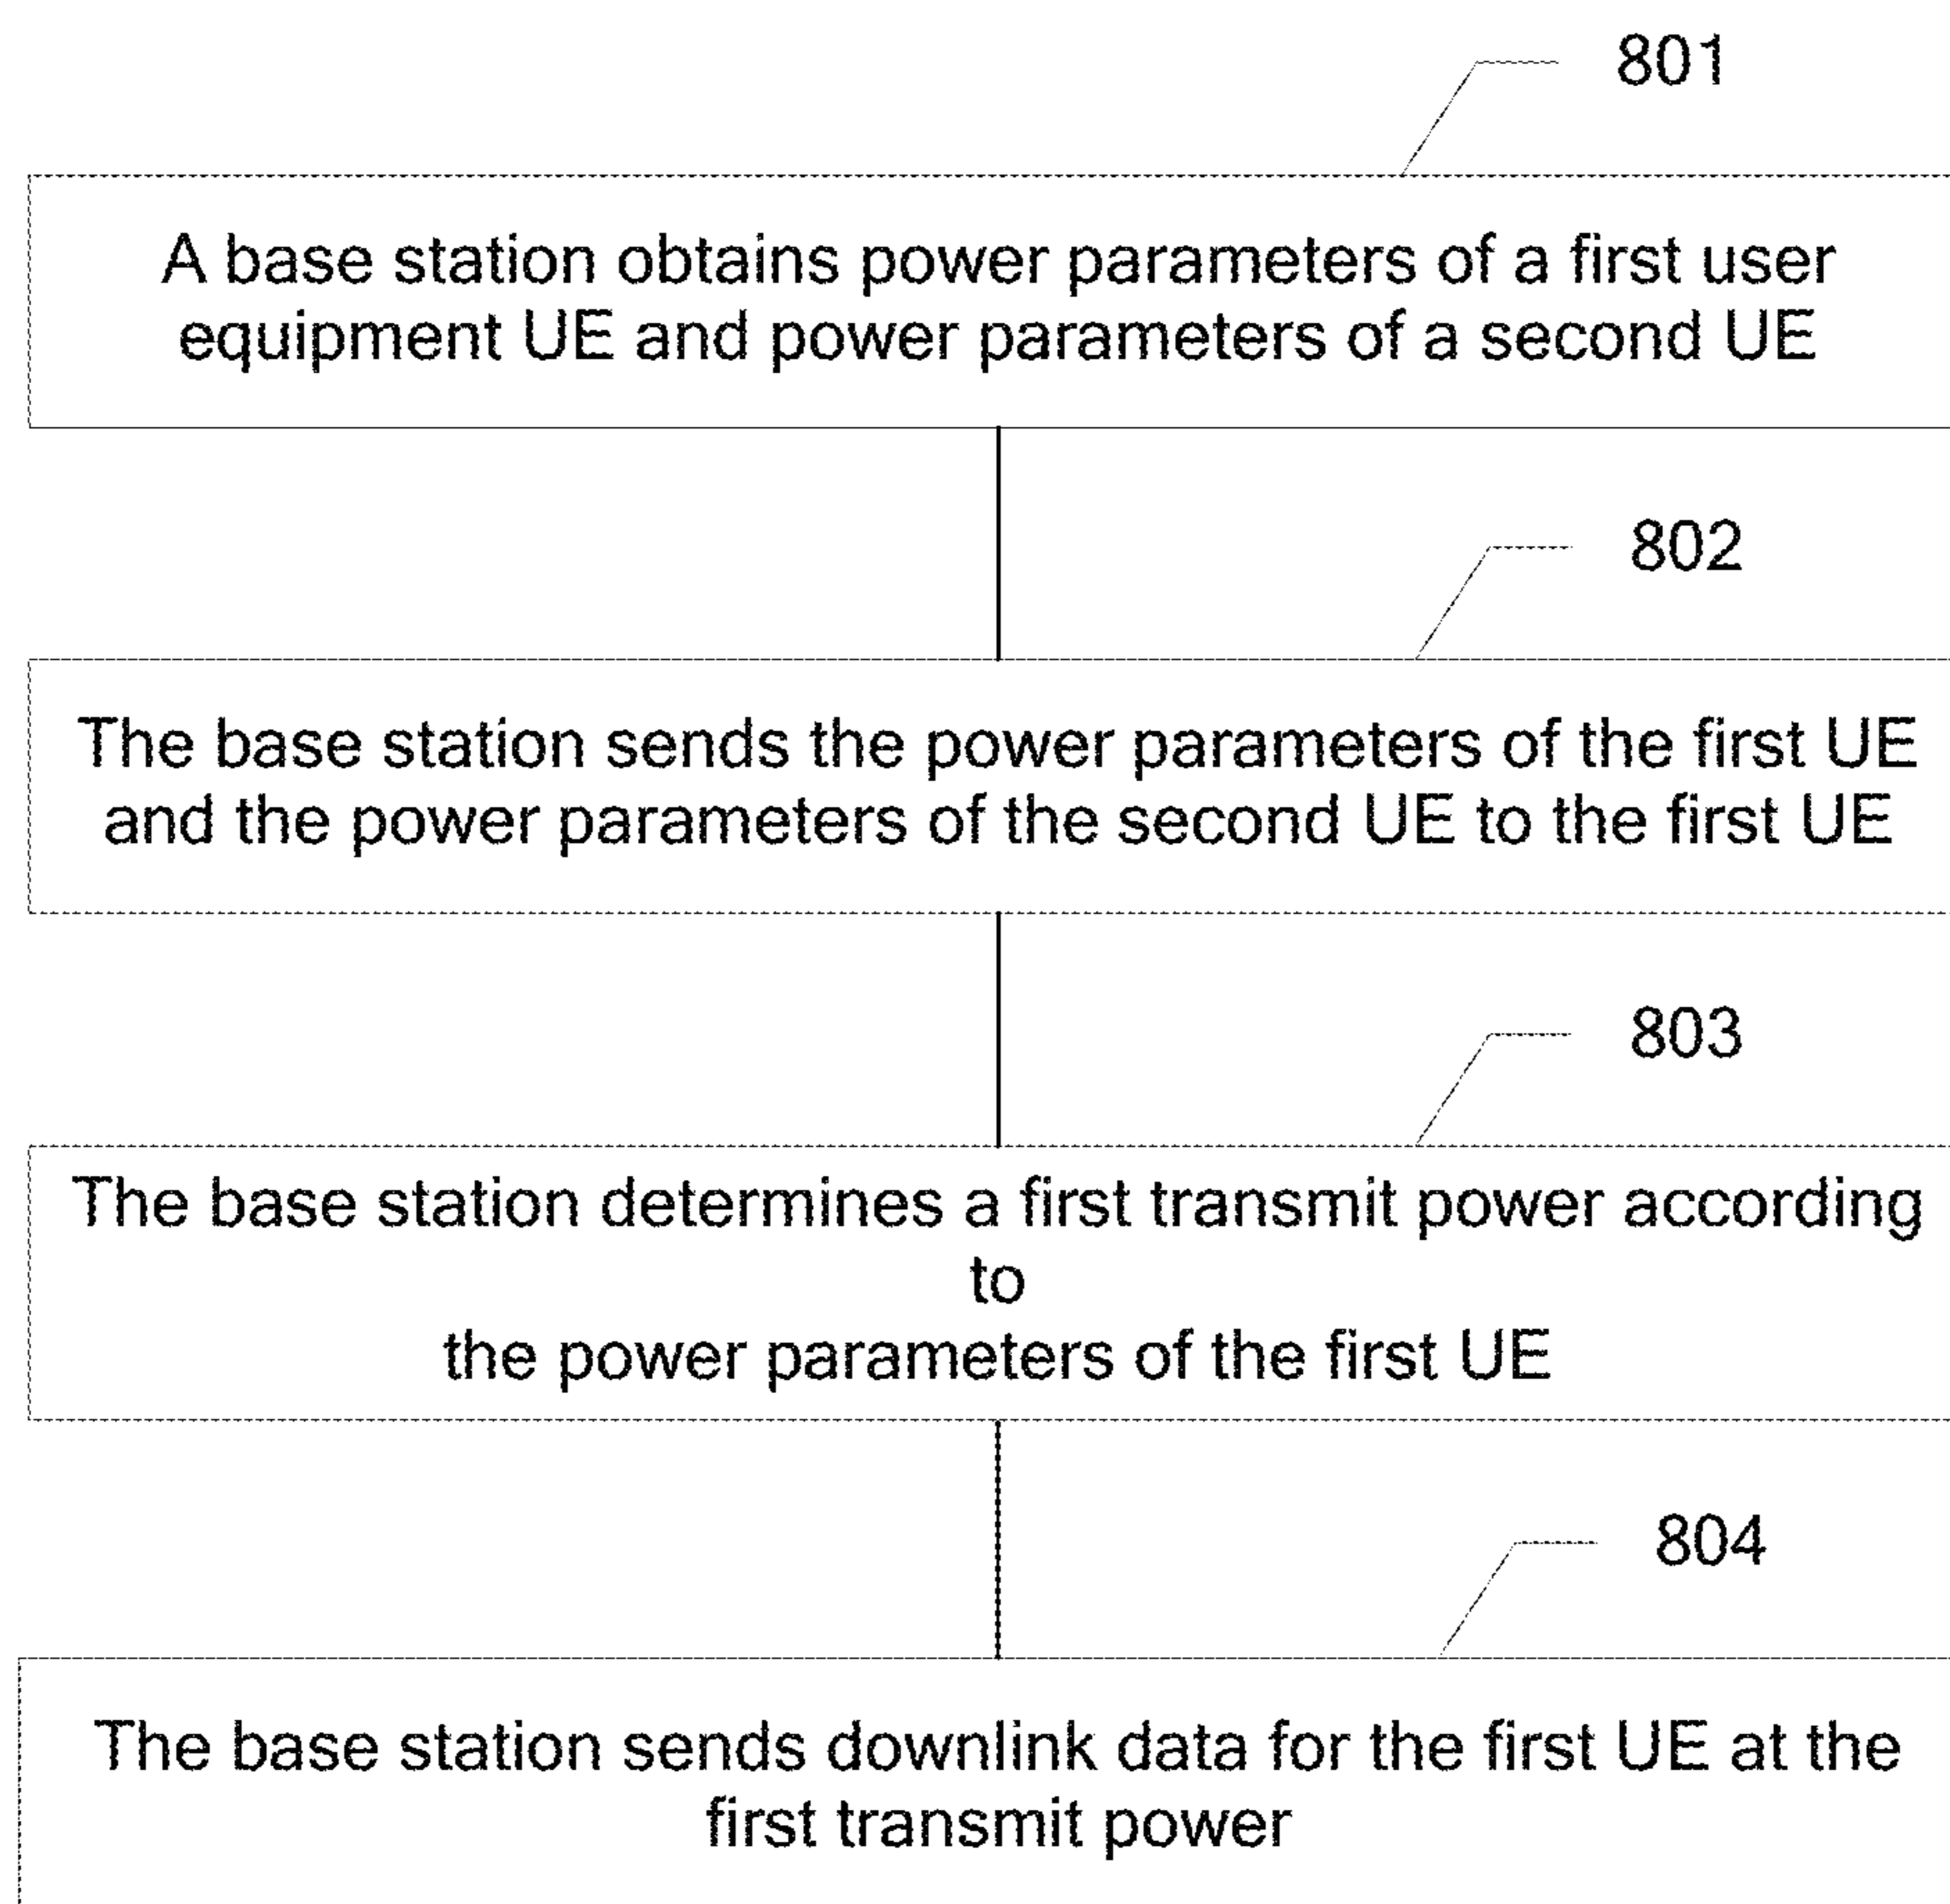 801
A base station obtains power parameters of a first user
equipment UE and power parameters of a second UE
802
The base station sends the power parameters of the first UE
and the power parameters of the second UE to the first UE
803
The base station determines a first transmit power according
to
the power parameters of the first UE
804
The base station sends downlink data for the first UE at the
first transmit power